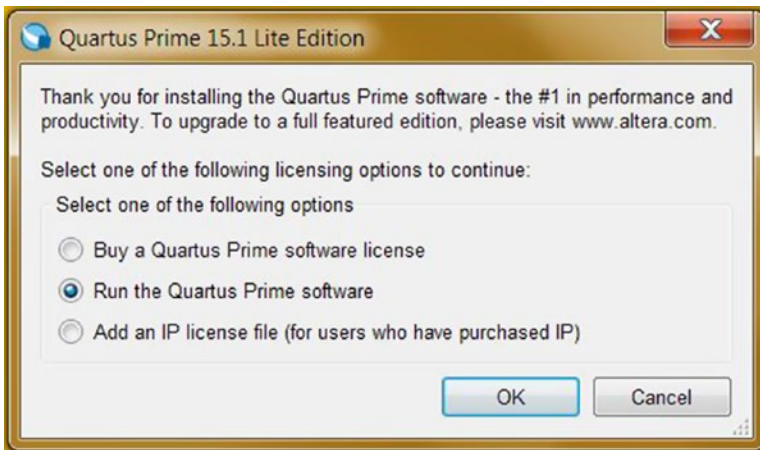 Quartus Prime 15.1 Lite Edition
Thank you for installing the Quartus Prime software - the #1 in performance and
productivity. To upgrade to a full featured edition, please visit www.altera.com.
Select one of the following licensing options to continue:
Select one of the following options
Buy a Quartus Prime software license
Run the Quartus Prime software
Add an IP license file (for users who have purchased IP)
OK Cancel